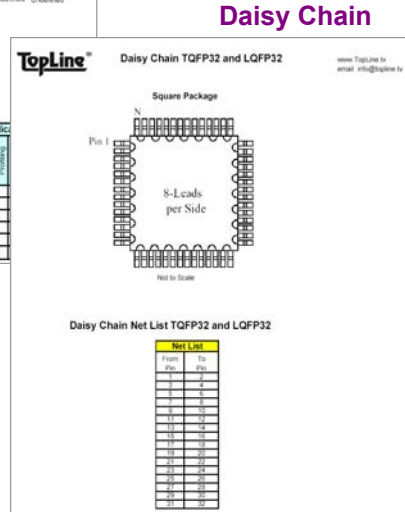 Daisy Chain
TopLine®
Daisy Chain TQFP32 and LQFP32
www.TopLine.tv
email info@topline.tv
Square Package
N
Pin 1
8-Leads
per Side
Not to Scale
Daisy Chain Net List TQFP32 and LQFP32
Net List
From To
Pin Pin
1 2
3 4
5 6
7 8
9 10
11 12
13 14
15 16
17 18
19 20
21 22
23 24
25 26
27 28
29 30
31 32
Undefined
Profiling